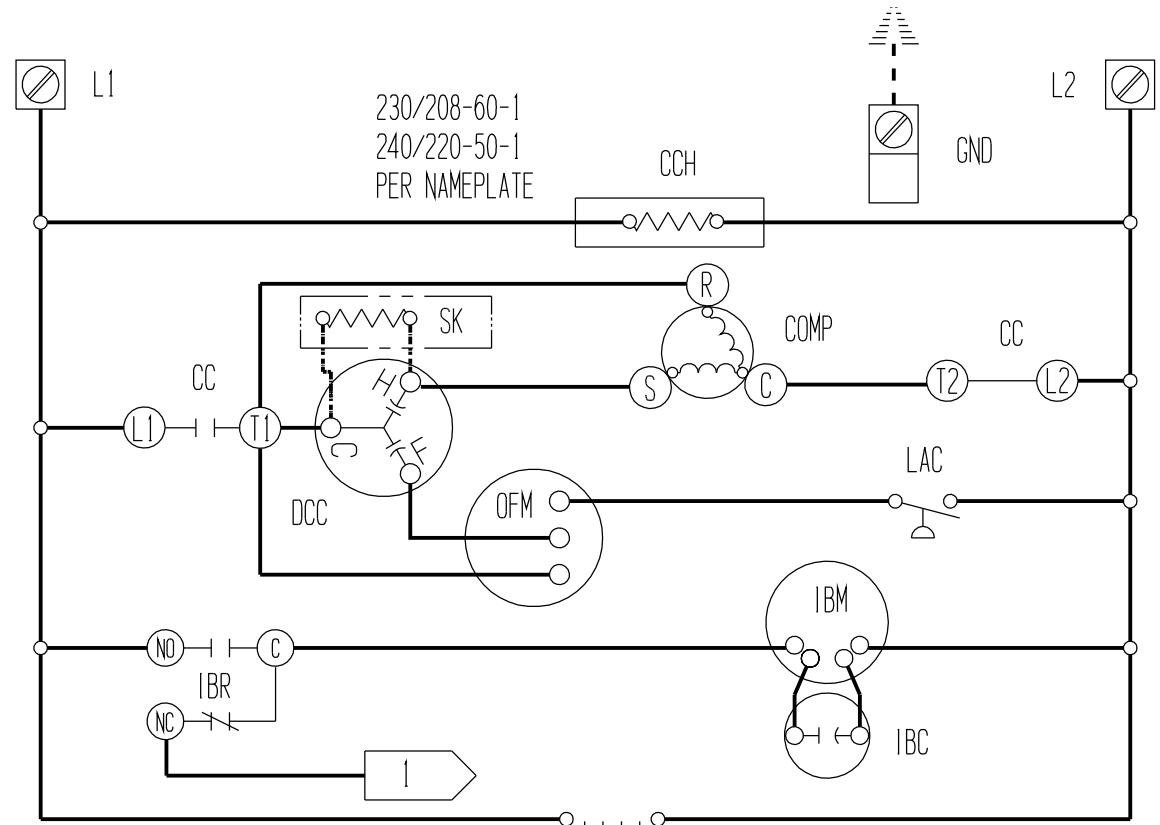 L1
L2
230/208-60-1
240/220-50-1
PER NAMEPLATE
GND
CCH
R
SK
COMP
CC
CC
H
S
C
T2
L2
L1
T1
C
F
LAC
DCC
OFM
IBM
NO
C
IBR
NC
IBC
1